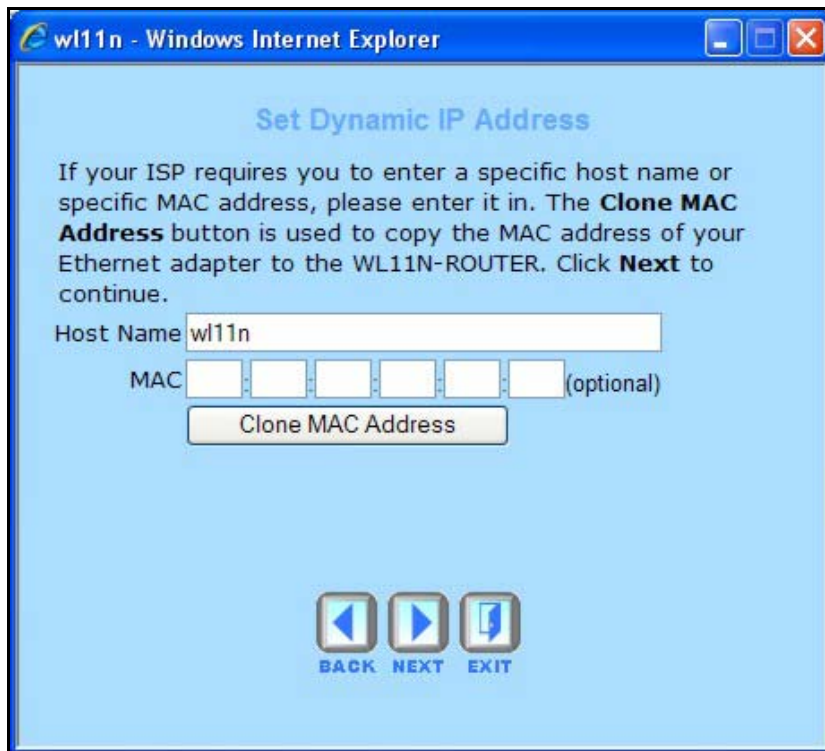 wl11n - Windows Internet Explorer
Set Dynamic IP Address
If your ISP requires you to enter a specific host name or
specific MAC address, please enter it in. The Clone MAC
Address button is used to copy the MAC address of your
Ethernet adapter to the WL11N-ROUTER. Click Next to
continue.
Host Name wl11n
MAC : : : : : (optional)
Clone MAC Address
BACK NEXT EXIT